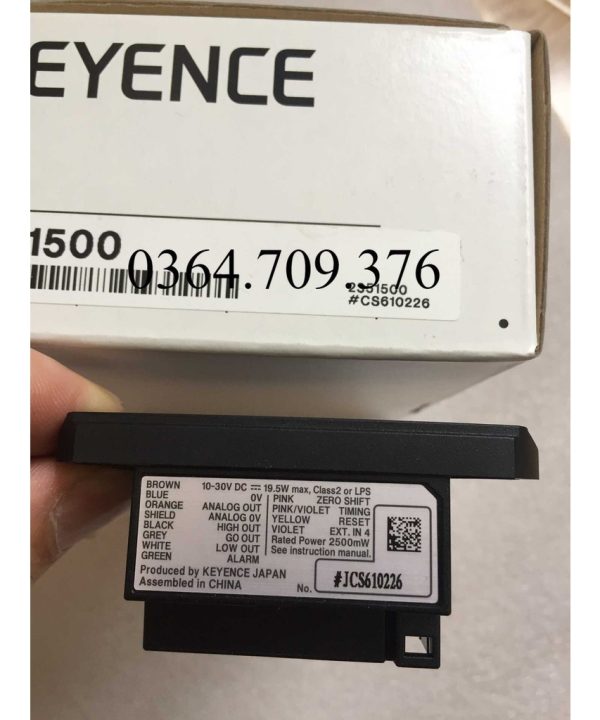 EYENCE
1500
0364.709.376
2351500
#CS610226
BROWN 10-30V DC ⎓ 19.5W max, Class2 or LPS
BLUE 0V
ORANGE ANALOG OUT
SHIELD ANALOG 0V
BLACK HIGH OUT
GREY GO OUT
WHITE LOW OUT
GREEN ALARM
PINK ZERO SHIFT
PINK/VIOLET TIMING
YELLOW RESET
VIOLET EXT. IN 4
Rated Power 2500mW
See instruction manual.
Produced by KEYENCE JAPAN
Assembled in CHINA
No. #JCS610226